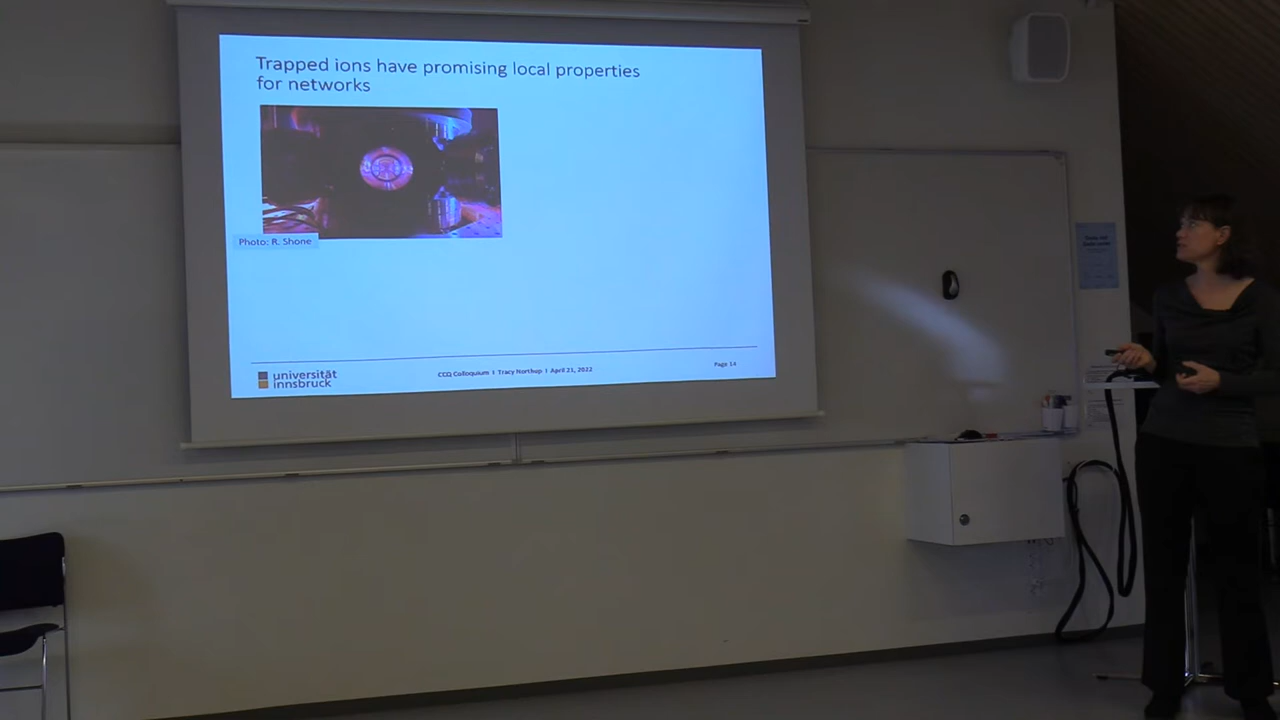 Trapped ions have promising local properties
for networks
Photo: R. Shone
universität
innsbruck
CCQ Colloquium I Tracy Northup I April 21, 2022
Page 14